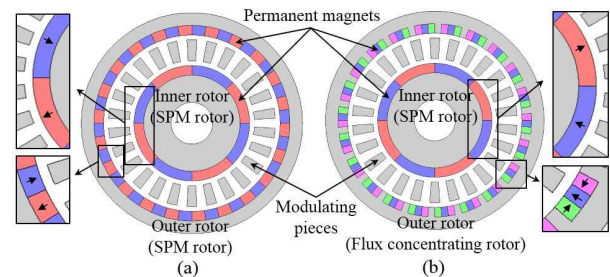 Permanent magnets
Inner rotor
(SPM rotor)
Inner rotor
(SPM rotor)
Modulating
pieces
Outer rotor
(SPM rotor)
Outer rotor
(Flux concentrating rotor)
(a)
(b)